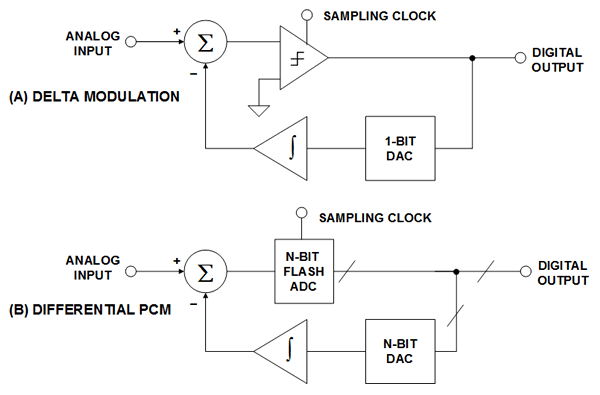 SAMPLING CLOCK
ANALOG
INPUT
+
Σ
−
DIGITAL
OUTPUT
(A) DELTA MODULATION
∫
1-BIT
DAC
SAMPLING CLOCK
ANALOG
INPUT
+
Σ
−
N-BIT
FLASH
ADC
DIGITAL
OUTPUT
(B) DIFFERENTIAL PCM
∫
N-BIT
DAC